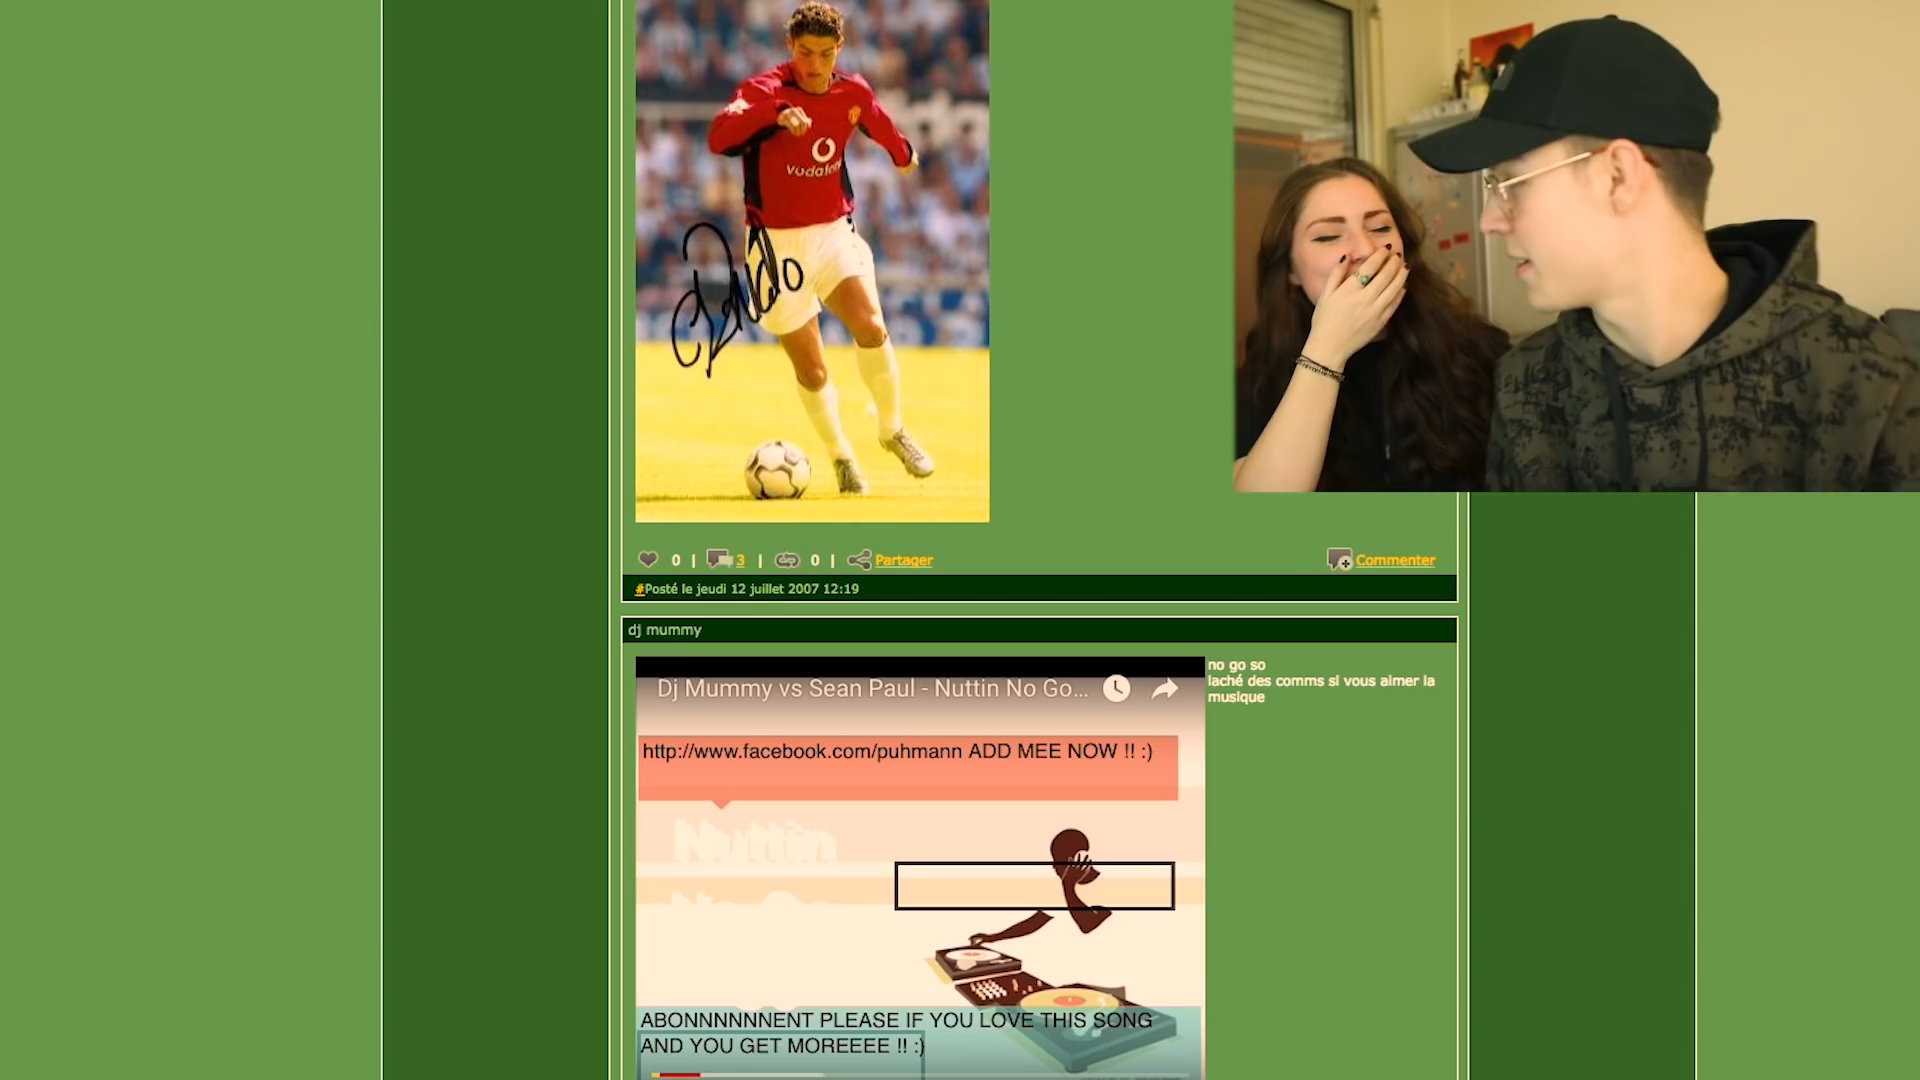 vodafone
0 | 3 | 0 | Partager
Commenter
#Posté le jeudi 12 juillet 2007 12:19
dj mummy
Dj Mummy vs Sean Paul - Nuttin No Go...
no go so
laché des comms si vous aimer la
musique
http://www.facebook.com/puhmann ADD MEE NOW !! :)
Nuttin
No Go
ABONNNNNNENT PLEASE IF YOU LOVE THIS SONG
AND YOU GET MOREEEE !! :)